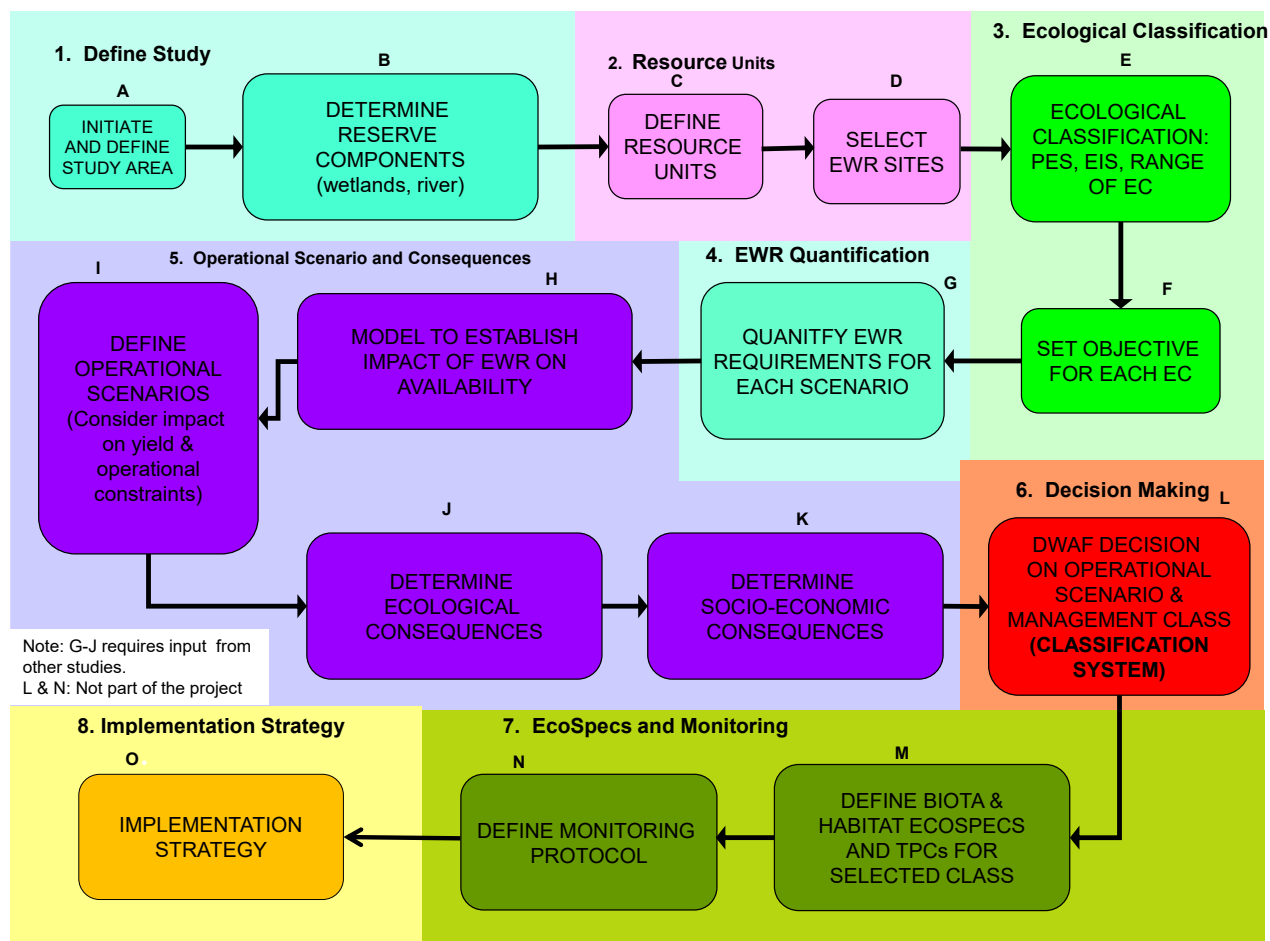 1. Define Study
A
INITIATE
AND DEFINE
STUDY AREA
B
DETERMINE
RESERVE
COMPONENTS
(wetlands, river)
2. Resource Units
C
DEFINE
RESOURCE
UNITS
D
SELECT
EWR SITES
3. Ecological Classification
E
ECOLOGICAL
CLASSIFICATION:
PES, EIS, RANGE
OF EC
F
SET OBJECTIVE
FOR EACH EC
4. EWR Quantification
G
QUANITFY EWR
REQUIREMENTS FOR
EACH SCENARIO
5. Operational Scenario and Consequences
H
MODEL TO ESTABLISH
IMPACT OF EWR ON
AVAILABILITY
I
DEFINE
OPERATIONAL
SCENARIOS
(Consider impact
on yield &
operational
constraints)
J
DETERMINE
ECOLOGICAL
CONSEQUENCES
K
DETERMINE
SOCIO-ECONOMIC
CONSEQUENCES
6. Decision Making
L
DWAF DECISION
ON OPERATIONAL
SCENARIO &
MANAGEMENT CLASS
(CLASSIFICATION
SYSTEM)
Note: G-J requires input from
other studies.
L & N: Not part of the project
7. EcoSpecs and Monitoring
M
DEFINE BIOTA &
HABITAT ECOSPECS
AND TPCs FOR
SELECTED CLASS
N
DEFINE MONITORING
PROTOCOL
8. Implementation Strategy
O
IMPLEMENTATION
STRATEGY